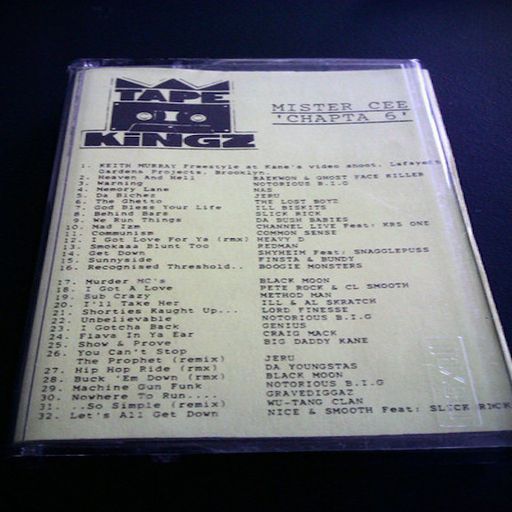 TAPE
KINGZ
MISTER CEE
'CHAPTA 6'
1. KEITH MURRAY Freestyle at Kane's video shoot, Lafayette
Gardens Projects, Brooklyn.
2. Heaven And Hell RAEKWON & GHOST FACE KILLER
3. Warning NOTORIOUS B.I.G
4. Memory Lane NAS
5. Da Biches JERU
6. The Ghetto THE LOST BOYZ
7. God Bless Your Life ILL BISKITS
8. Behind Bars SLICK RICK
9. We Run Things DA BUSH BABIES
10. Mad Izm CHANNEL LIVE Feat: KRS ONE
11. Communism COMMON SENSE
12. I Got Love For Ya (rmx) HEAVY D
13. Smokaaa Blunt Too REDMAN
14. Get Down SHYHEIM Feat: SNAGGLEPUSS
15. Sunnyside FINSTA & BUNDY
16. Recognised Threshold.. BOOGIE MONSTERS
17. Murder MC's BLACK MOON
18. I Got A Love PETE ROCK & CL SMOOTH
19. Sub Crazy METHOD MAN
20. I'll Take Her ILL & AL SKRATCH
21. Shorties Kaught Up... LORD FINESSE
22. Unbelievable NOTORIOUS B.I.G
23. I Gotcha Back GENIUS
24. Flava In Ya Ear CRAIG MACK
25. Show & Prove BIG DADDY KANE
26. You Can't Stop
The Prophet (remix) JERU
27. Hip Hop Ride (rmx) DA YOUNGSTAS
28. Buck 'Em Down (rmx) BLACK MOON
29. Machine Gun Funk NOTORIOUS B.I.G
30. Nowhere To Run.... GRAVEDIGGAZ
31. ..So Simple (remix) WU-TANG CLAN
32. Let's All Get Down NICE & SMOOTH Feat: SLICK RICK